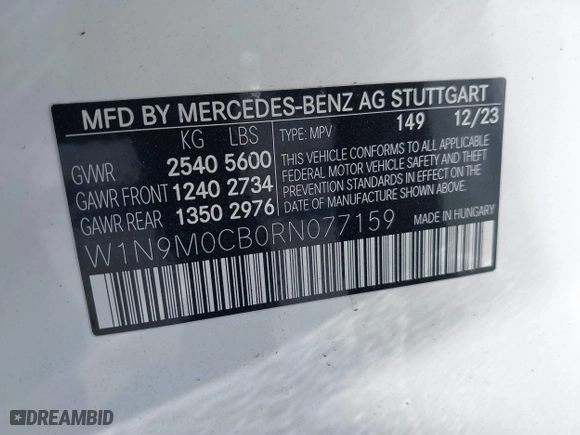 MFD BY MERCEDES-BENZ AG STUTTGART
KG LBS TYPE: MPV 149 12/23
GVWR 2540 5600
GAWR FRONT 1240 2734
GAWR REAR 1350 2976
THIS VEHICLE CONFORMS TO ALL APPLICABLE
FEDERAL MOTOR VEHICLE SAFETY AND THEFT
PREVENTION STANDARDS IN EFFECT ON THE
DATE OF MANUFACTURE SHOWN ABOVE.
W1N9M0CB0RN077159
MADE IN HUNGARY
DREAMBID